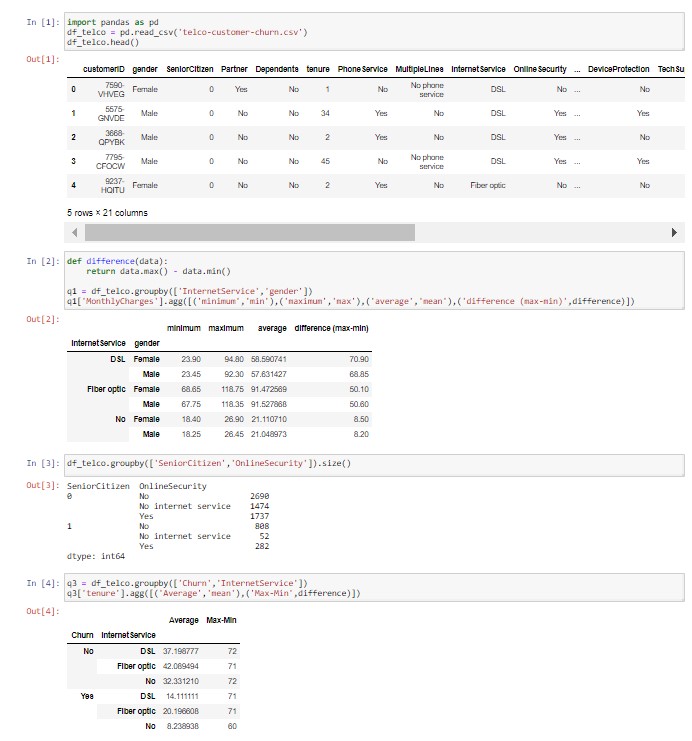 In [1]: import pandas as pd
df_telco = pd.read_csv('telco-customer-churn.csv')
df_telco.head()
Out[1]:
customerID gender SeniorCitizen Partner Dependents tenure PhoneService MultipleLines InternetService OnlineSecurity ... DeviceProtection TechSu
0 7590-VHVEG Female 0 Yes No 1 No No phone service DSL No ... No
1 5575-GNVDE Male 0 No No 34 Yes No DSL Yes ... Yes
2 3668-QPYBK Male 0 No No 2 Yes No DSL Yes ... No
3 7795-CFOCW Male 0 No No 45 No No phone service DSL Yes ... Yes
4 9237-HQITU Female 0 No No 2 Yes No Fiber optic No ... No
5 rows × 21 columns
In [2]: def difference(data):
return data.max() - data.min()
q1 = df_telco.groupby(['InternetService','gender'])
q1['MonthlyCharges'].agg([('minimum','min'),('maximum','max'),('average','mean'),('difference (max-min)',difference)])
Out[2]:
minimum maximum average difference (max-min)
InternetService gender
DSL Female 23.90 94.80 58.590741 70.90
Male 23.45 92.30 57.631427 68.85
Fiber optic Female 68.65 118.75 91.472569 50.10
Male 67.75 118.35 91.527868 50.60
No Female 18.40 26.90 21.110710 8.50
Male 18.25 26.45 21.048973 8.20
In [3]: df_telco.groupby(['SeniorCitizen','OnlineSecurity']).size()
Out[3]: SeniorCitizen OnlineSecurity
0 No 2690
No internet service 1474
Yes 1737
1 No 808
No internet service 52
Yes 282
dtype: int64
In [4]: q3 = df_telco.groupby(['Churn','InternetService'])
q3['tenure'].agg([('Average','mean'),('Max-Min',difference)])
Out[4]:
Average Max-Min
Churn InternetService
No DSL 37.198777 72
Fiber optic 42.089494 71
No 32.331210 72
Yes DSL 14.111111 71
Fiber optic 20.196608 71
No 8.238938 60